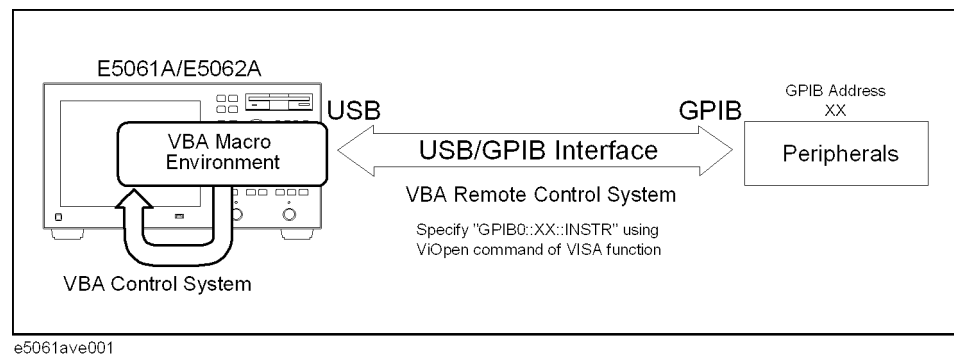 E5061A/E5062A
USB
GPIB
GPIB Address
XX
VBA Macro
Environment
USB/GPIB Interface
Peripherals
VBA Remote Control System
Specify "GPIB0::XX::INSTR" using
ViOpen command of VISA function
VBA Control System
e5061ave001